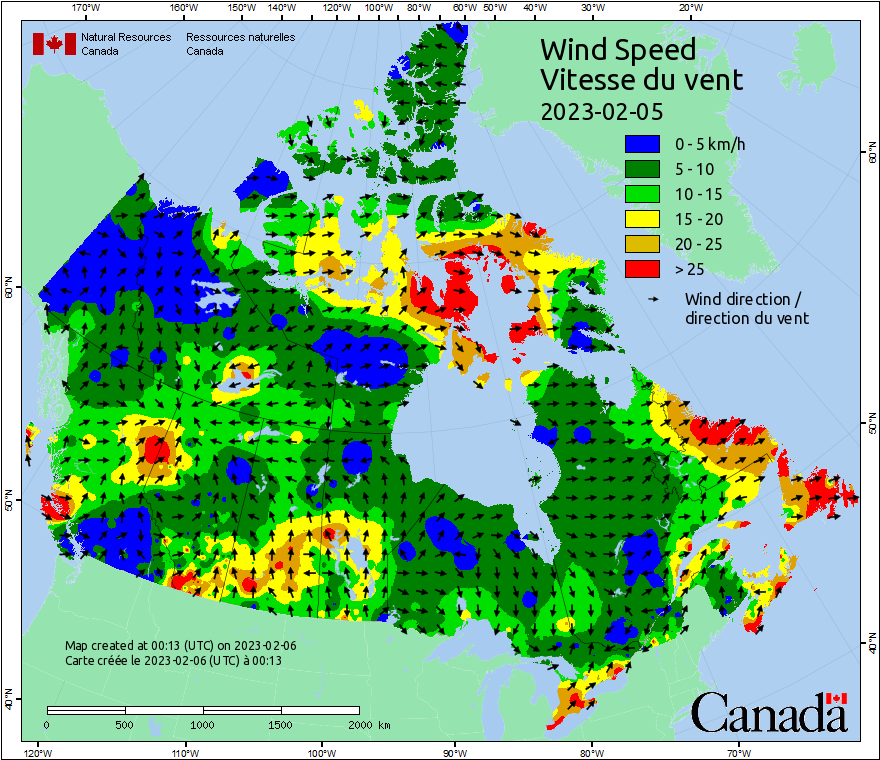 170°W 160°W 150°W 140°W 120°W 100°W 80°W 60°W 50°W 40°W 30°W 20°W
Natural Resources Ressources naturelles
Canada Canada
Wind Speed
Vitesse du vent
2023-02-05
0 - 5 km/h
5 - 10
10 - 15
15 - 20
20 - 25
> 25
Wind direction /
direction du vent
60°N
60°N
50°N
50°N
40°N
40°N
Map created at 00:13 (UTC) on 2023-02-06
Carte créée le 2023-02-06 (UTC) à 00:13
0 500 1000 1500 2000 km
Canada
120°W 110°W 100°W 90°W 80°W 70°W